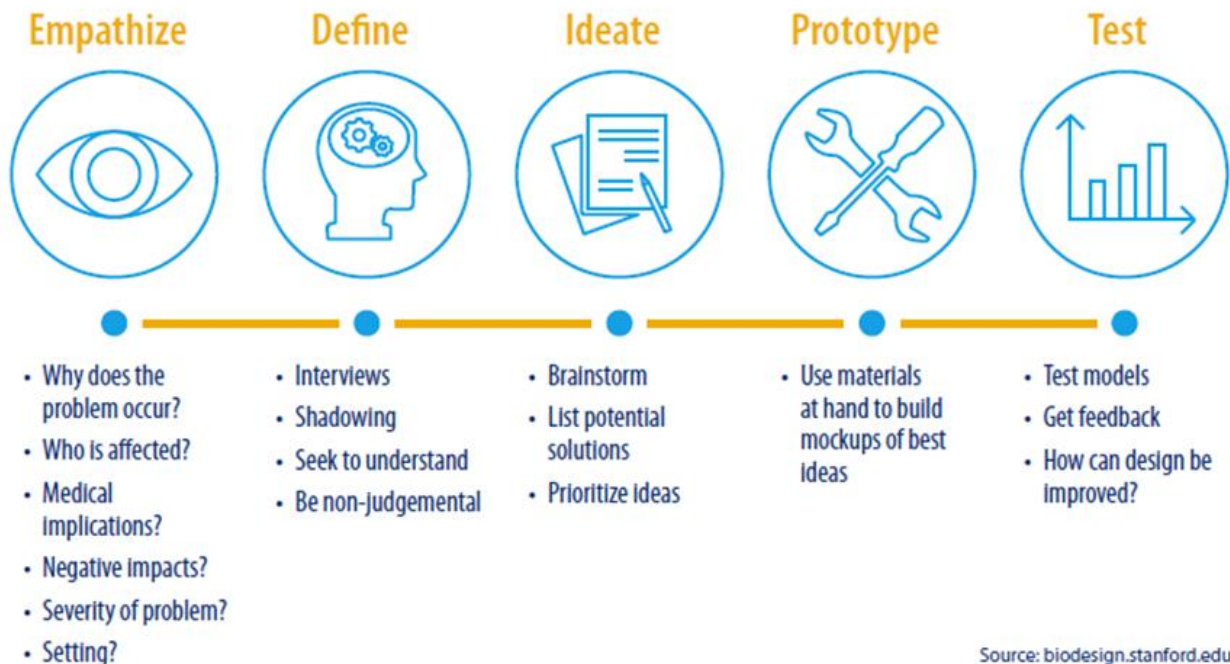 Empathize
Define
Ideate
Prototype
Test
• Why does the
problem occur?
• Who is affected?
• Medical
implications?
• Negative impacts?
• Severity of problem?
• Setting?
• Interviews
• Shadowing
• Seek to understand
• Be non-judgemental
• Brainstorm
• List potential
solutions
• Prioritize ideas
• Use materials
at hand to build
mockups of best
ideas
• Test models
• Get feedback
• How can design be
improved?
Source: biodesign.stanford.edu